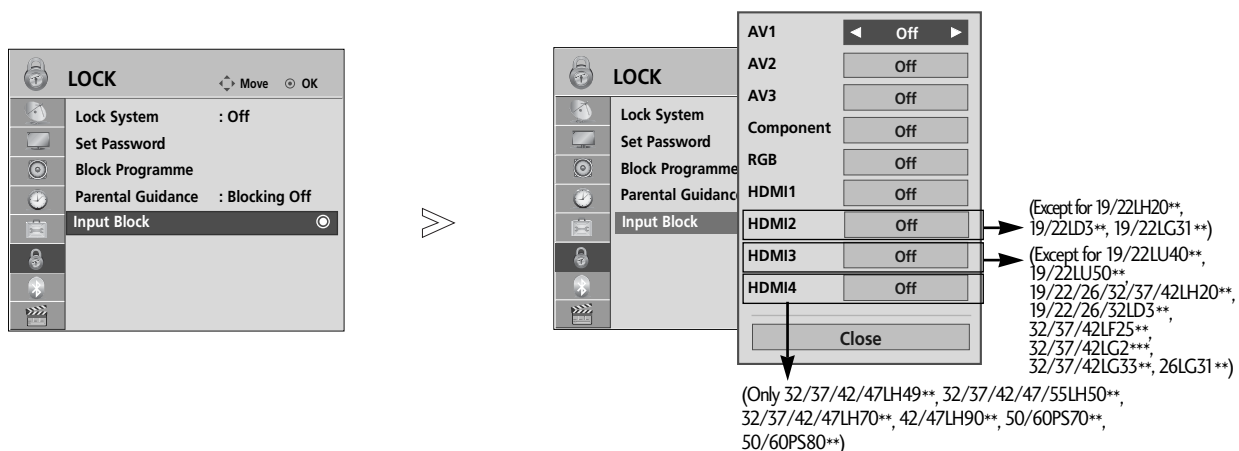 LOCK
Move OK
Lock System : Off
Set Password
Block Programme
Parental Guidance : Blocking Off
Input Block
LOCK
Lock System
Set Password
Block Programme
Parental Guidanc
Input Block
AV1 Off
AV2 Off
AV3 Off
Component Off
RGB Off
HDMI1 Off
HDMI2 Off
HDMI3 Off
HDMI4 Off
Close
(Except for 19/22LH20**,
19/22LD3**, 19/22LG31**)
(Except for 19/22LU40**,
19/22LU50**,
19/22/26/32/37/42LH20**,
19/22/26/32LD3**,
32/37/42LF25**,
32/37/42LG2***,
32/37/42LG33**, 26LG31**)
(Only 32/37/42/47LH49**, 32/37/42/47/55LH50**,
32/37/42/47LH70**, 42/47LH90**, 50/60PS70**,
50/60PS80**)